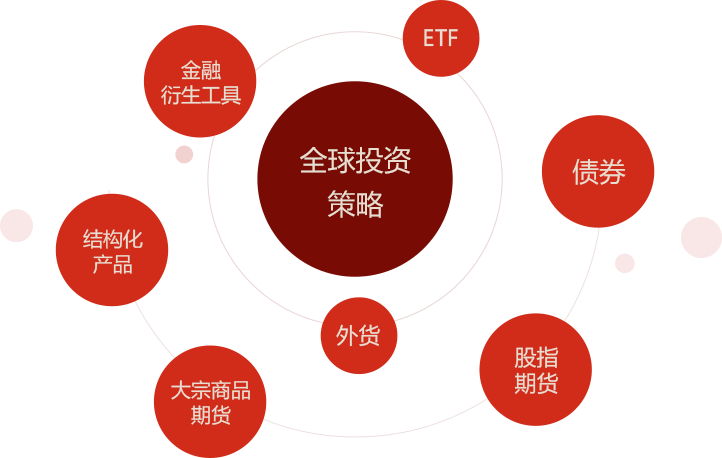 ETF
金融
衍生工具
全球投资
策略
债券
结构化
产品
外货
股指
期货
大宗商品
期货